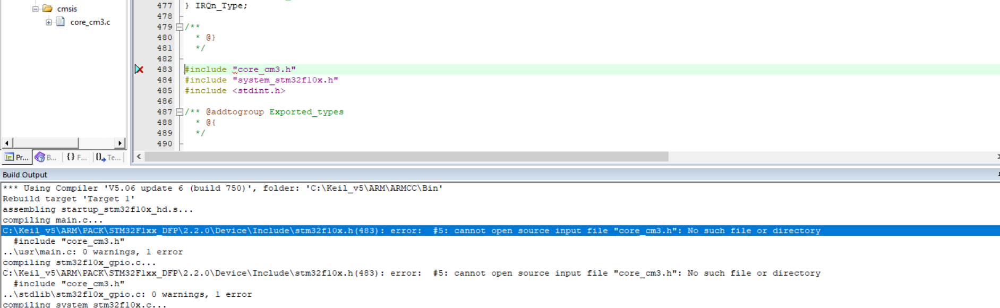 cmsis
core_cm3.c
477 } IRQn_Type;
478
479 /**
480 * @}
481 */
482
483 #include "core_cm3.h"
484 #include "system_stm32f10x.h"
485 #include <stdint.h>
486
487 /** @addtogroup Exported_types
488 * @{
489 */
490
Pr... B... {} F... Te...
Build Output
*** Using Compiler 'V5.06 update 6 (build 750)', folder: 'C:\Keil_v5\ARM\ARMCC\Bin'
Rebuild target 'Target 1'
assembling startup_stm32f10x_hd.s...
compiling main.c...
C:\Keil_v5\ARM\PACK\STM32F1xx_DFP\2.2.0\Device\Include\stm32f10x.h(483): error:  #5: cannot open source input file "core_cm3.h": No such file or directory
#include "core_cm3.h"
..\usr\main.c: 0 warnings, 1 error
compiling stm32f10x_gpio.c...
C:\Keil_v5\ARM\PACK\STM32F1xx_DFP\2.2.0\Device\Include\stm32f10x.h(483): error:  #5: cannot open source input file "core_cm3.h": No such file or directory
#include "core_cm3.h"
..\stdlib\stm32f10x_gpio.c: 0 warnings, 1 error
compiling system_stm32f10x.c...